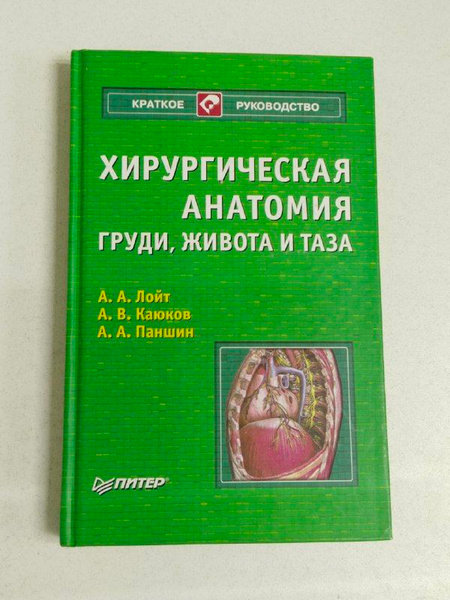 КРАТКОЕ РУКОВОДСТВО
ХИРУРГИЧЕСКАЯ
АНАТОМИЯ
ГРУДИ, ЖИВОТА И ТАЗА
А. А. Лойт
А. В. Каюков
А. А. Паншин
ПИТЕР®